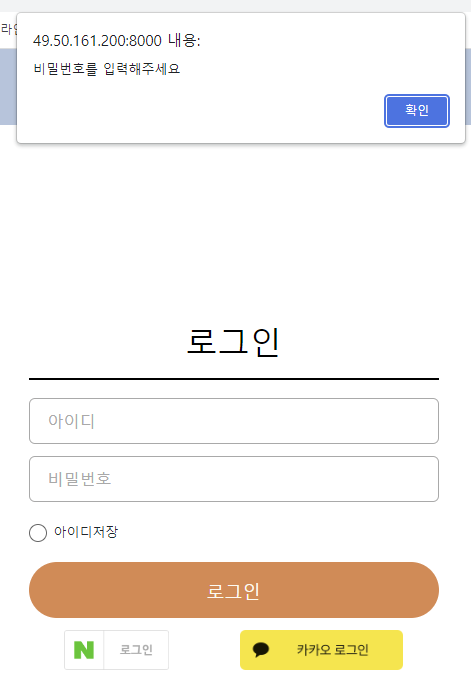 49.50.161.200:8000 내용:
비밀번호를 입력해주세요
확인
로그인
아이디
비밀번호
아이디저장
로그인
N 로그인
카카오 로그인